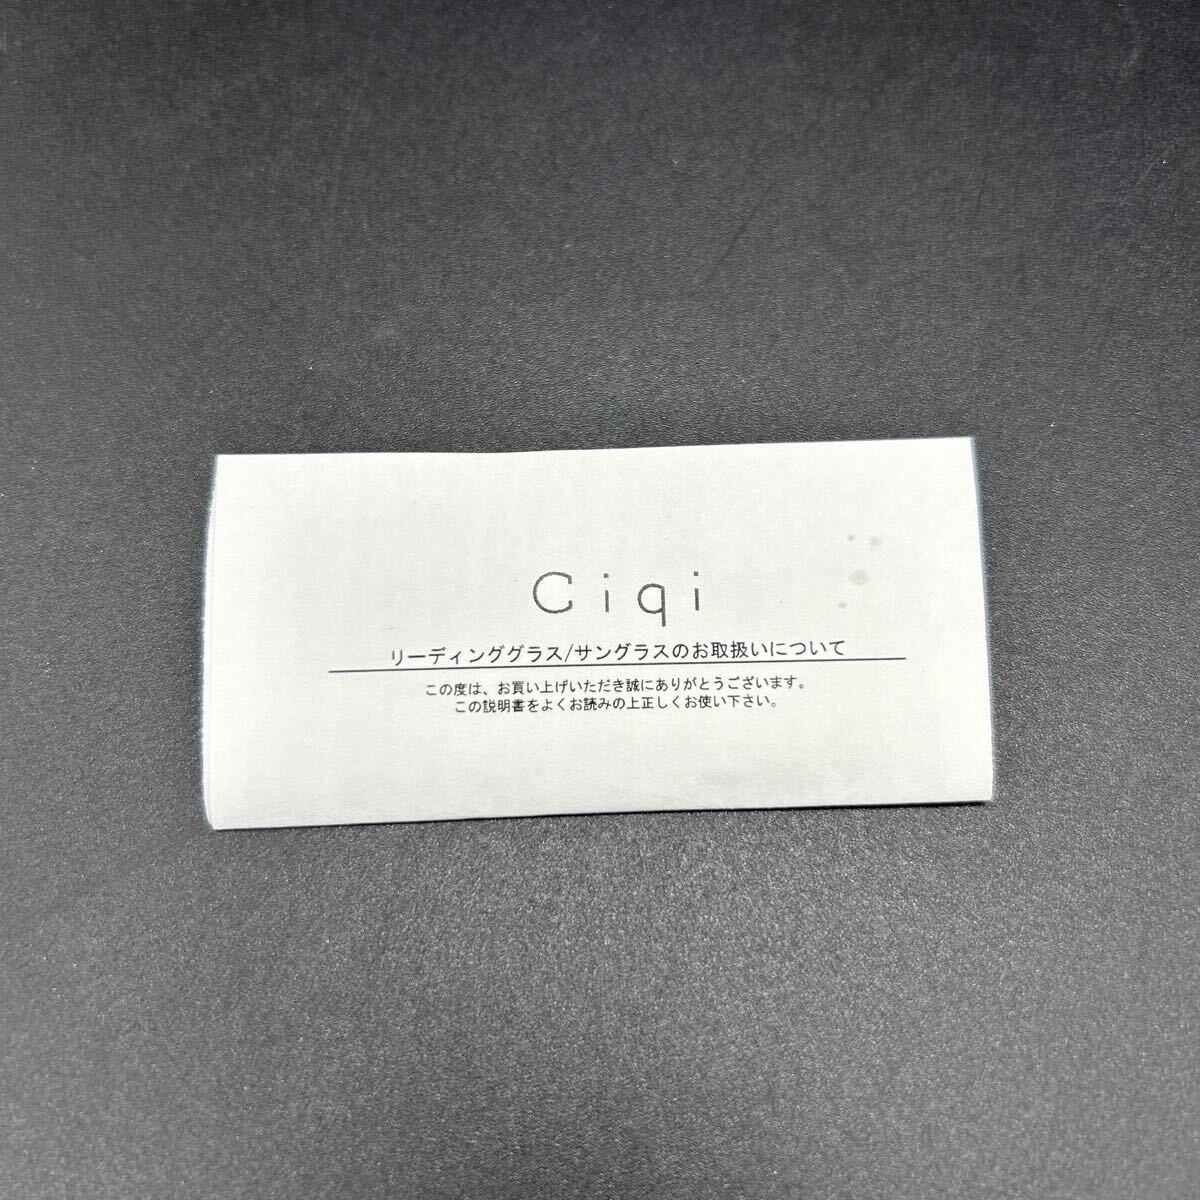 Ciqi
リーディンググラス/サングラスのお取扱いについて
この度は、お買い上げいただき誠にありがとうございます。
この説明書をよくお読みの上正しくお使い下さい。